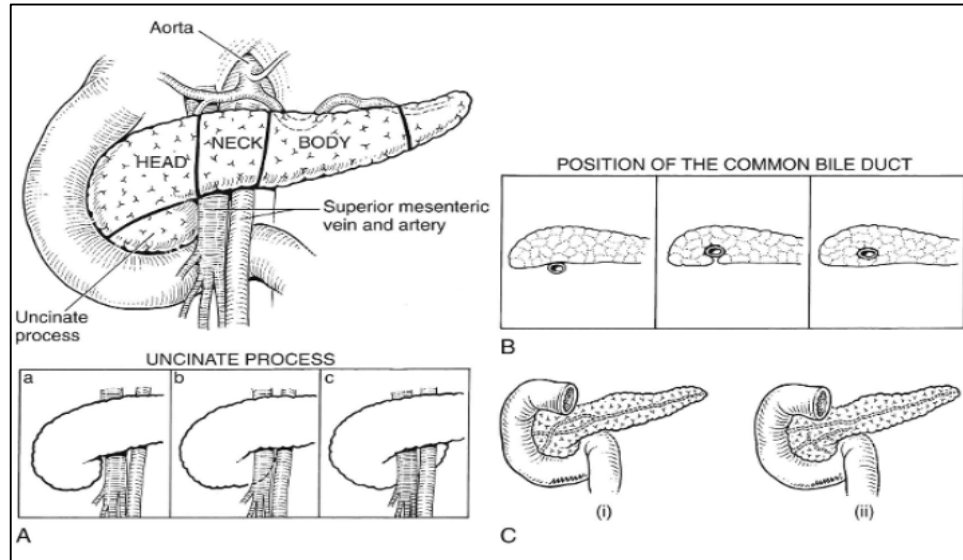 Aorta
HEAD
NECK
BODY
Superior mesenteric
vein and artery
Uncinate
process
UNCINATE PROCESS
a
b
c
A
POSITION OF THE COMMON BILE DUCT
B
(i)
(ii)
C